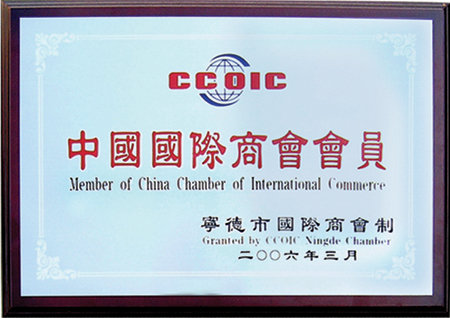 CCOIC
中國國際商會會員
Member of China Chamber of International Commerce
寧德市國際商會制
Granted by CCOIC Ningde Chamber
二〇〇六年三月